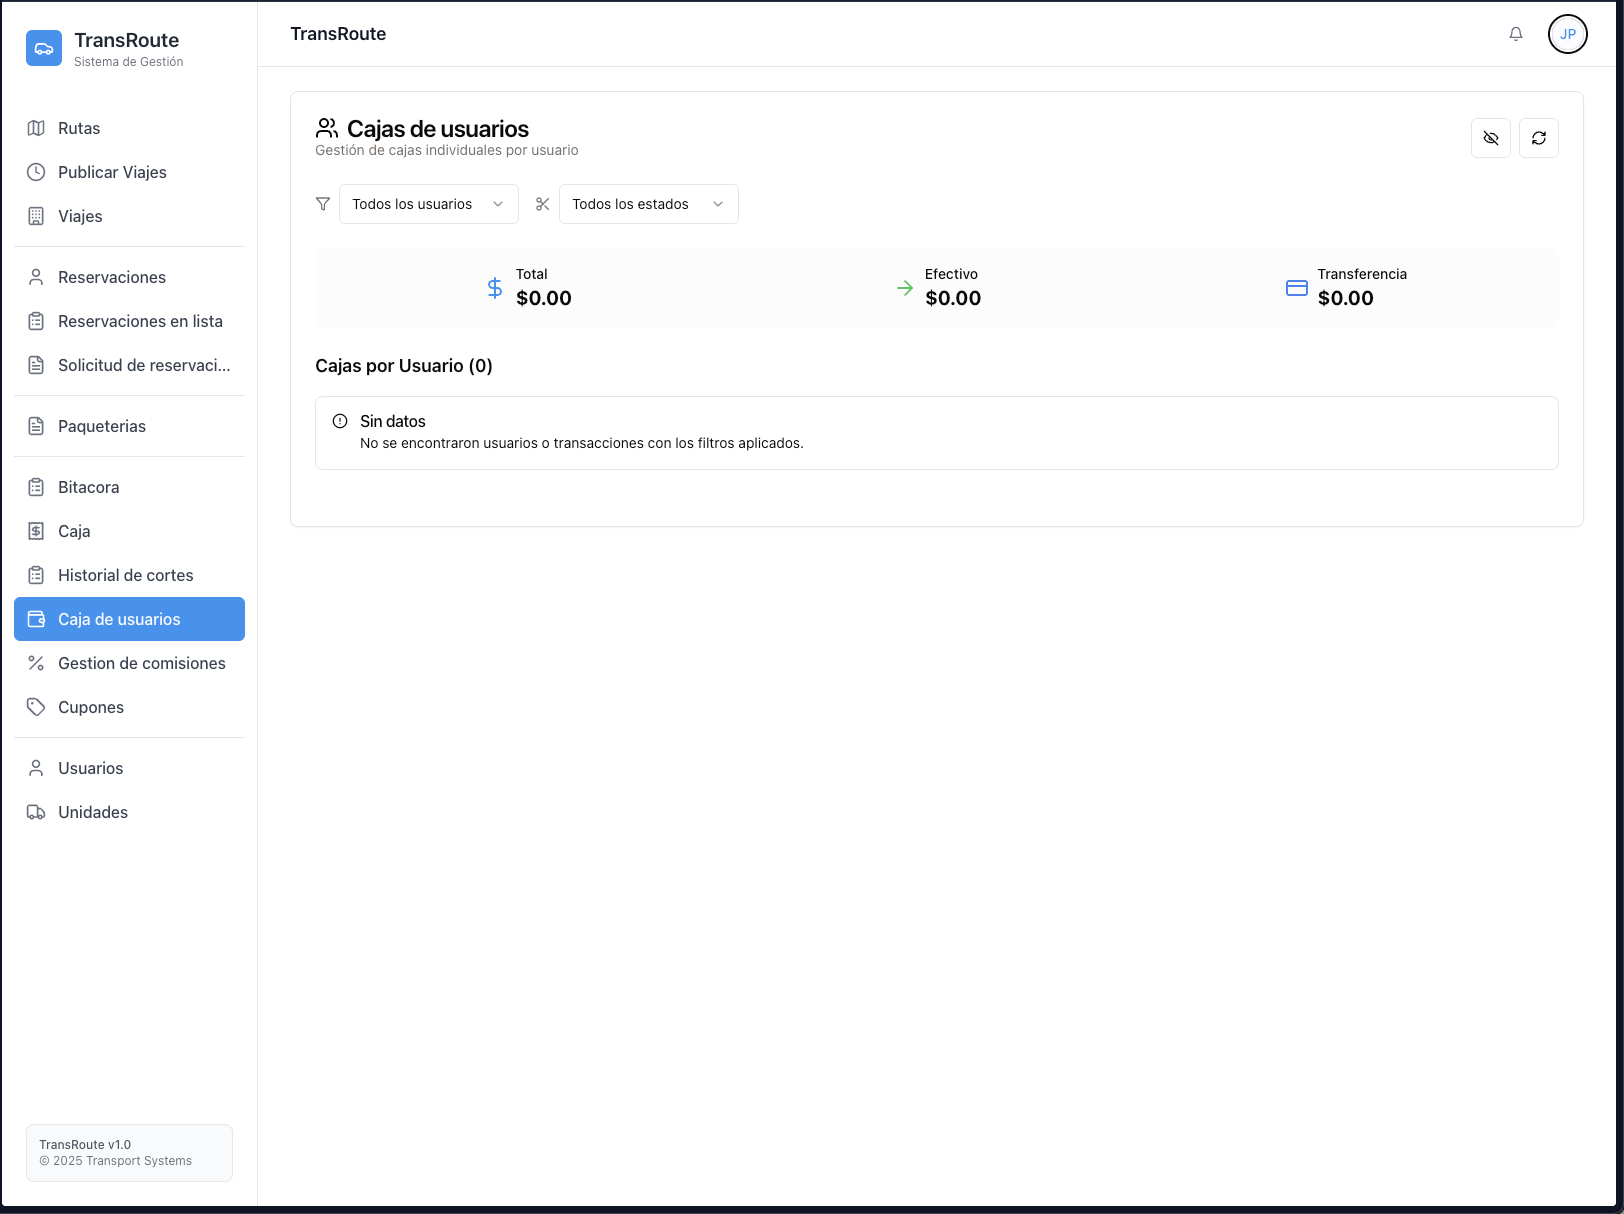 TransRoute
Sistema de Gestión
Rutas
Publicar Viajes
Viajes
Reservaciones
Reservaciones en lista
Solicitud de reservaci...
Paqueterias
Bitacora
Caja
Historial de cortes
Caja de usuarios
Gestion de comisiones
Cupones
Usuarios
Unidades
TransRoute v1.0
© 2025 Transport Systems
TransRoute
JP
Cajas de usuarios
Gestión de cajas individuales por usuario
Todos los usuarios
Todos los estados
Total
$0.00
Efectivo
$0.00
Transferencia
$0.00
Cajas por Usuario (0)
Sin datos
No se encontraron usuarios o transacciones con los filtros aplicados.